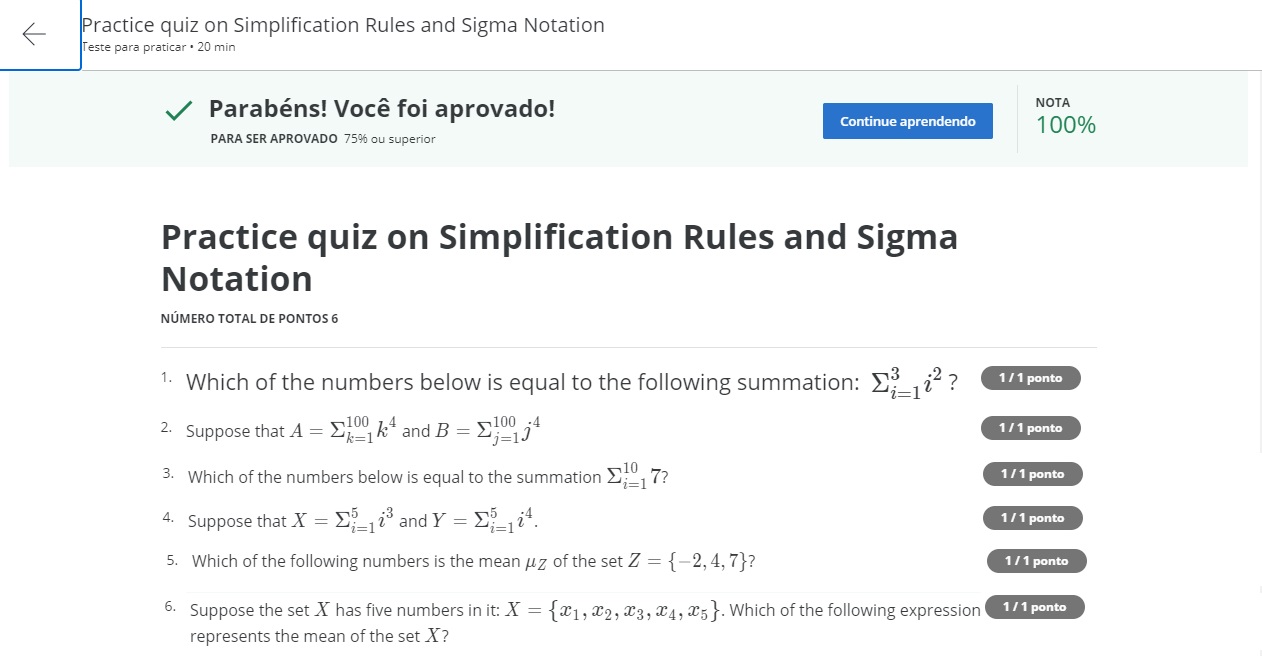 Practice quiz on Simplification Rules and Sigma Notation
Teste para praticar • 20 min
Parabéns! Você foi aprovado!
PARA SER APROVADO 75% ou superior
Continue aprendendo
NOTA
100%
Practice quiz on Simplification Rules and Sigma
Notation
NÚMERO TOTAL DE PONTOS 6
1. Which of the numbers below is equal to the following summation: $\Sigma_{i=1}^{3} i^2$ ? 1 / 1 ponto
2. Suppose that $A = \Sigma_{k=1}^{100} k^4$ and $B = \Sigma_{j=1}^{100} j^4$ 1 / 1 ponto
3. Which of the numbers below is equal to the summation $\Sigma_{i=1}^{10} 7$? 1 / 1 ponto
4. Suppose that $X = \Sigma_{i=1}^{5} i^3$ and $Y = \Sigma_{i=1}^{5} i^4$. 1 / 1 ponto
5. Which of the following numbers is the mean $\mu_Z$ of the set $Z = \{-2, 4, 7\}$? 1 / 1 ponto
6. Suppose the set $X$ has five numbers in it: $X = \{x_1, x_2, x_3, x_4, x_5\}$. Which of the following expression 1 / 1 ponto
represents the mean of the set $X$?